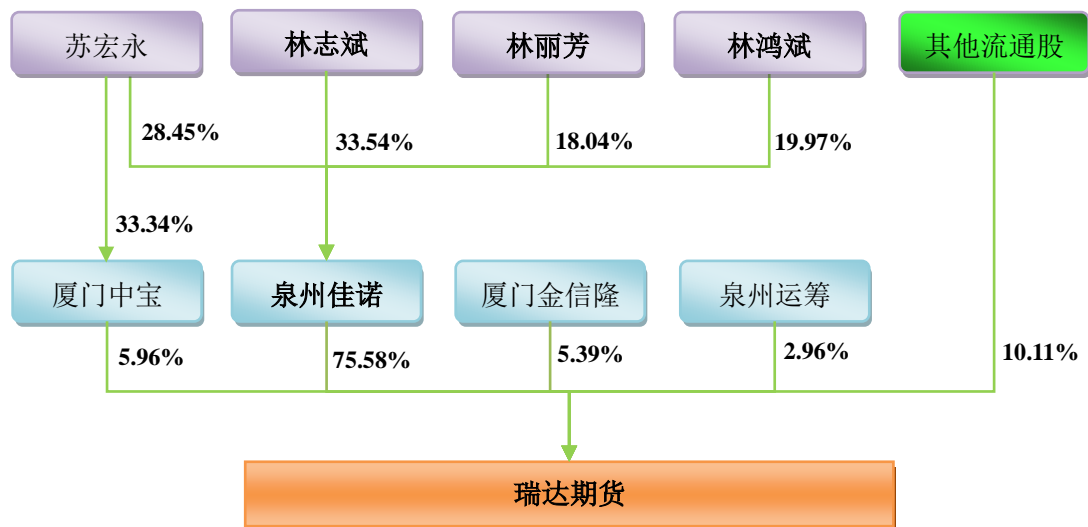 苏宏永 林志斌 林丽芳 林鸿斌 其他流通股
28.45% 33.54% 18.04% 19.97%
33.34%
厦门中宝 泉州佳诺 厦门金信隆 泉州运筹
5.96% 75.58% 5.39% 2.96% 10.11%
瑞达期货